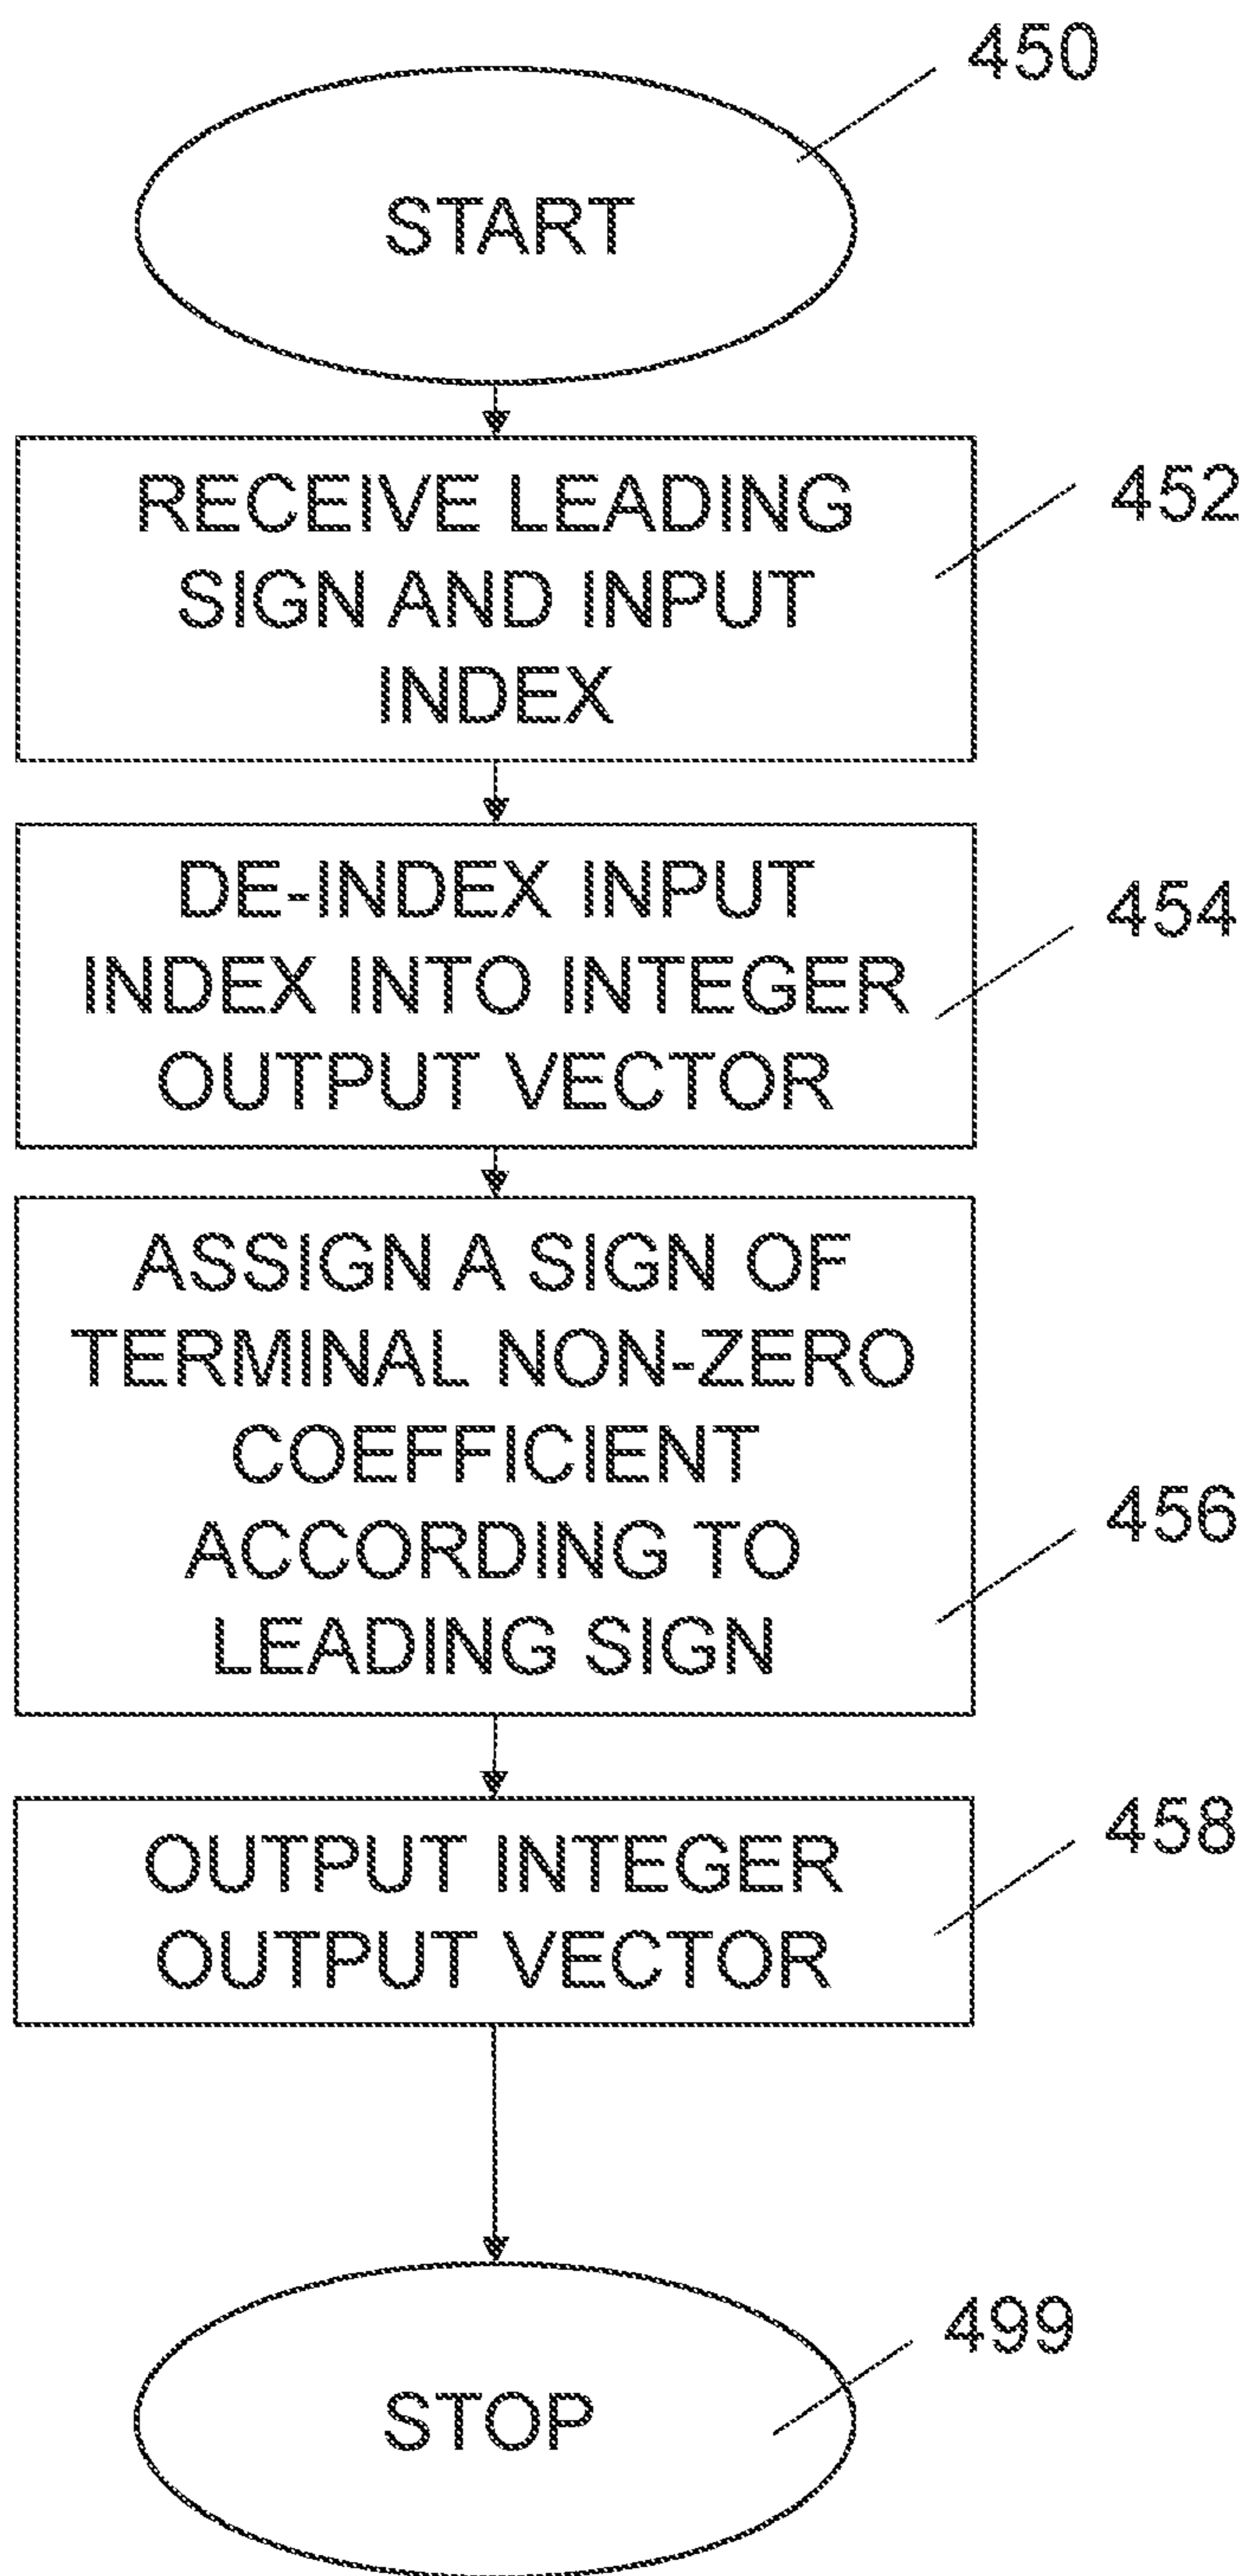 450
START
RECEIVE LEADING
SIGN AND INPUT
INDEX
452
DE-INDEX INPUT
INDEX INTO INTEGER
OUTPUT VECTOR
454
ASSIGN A SIGN OF
TERMINAL NON-ZERO
COEFFICIENT
ACCORDING TO
LEADING SIGN
456
OUTPUT INTEGER
OUTPUT VECTOR
458
STOP
499